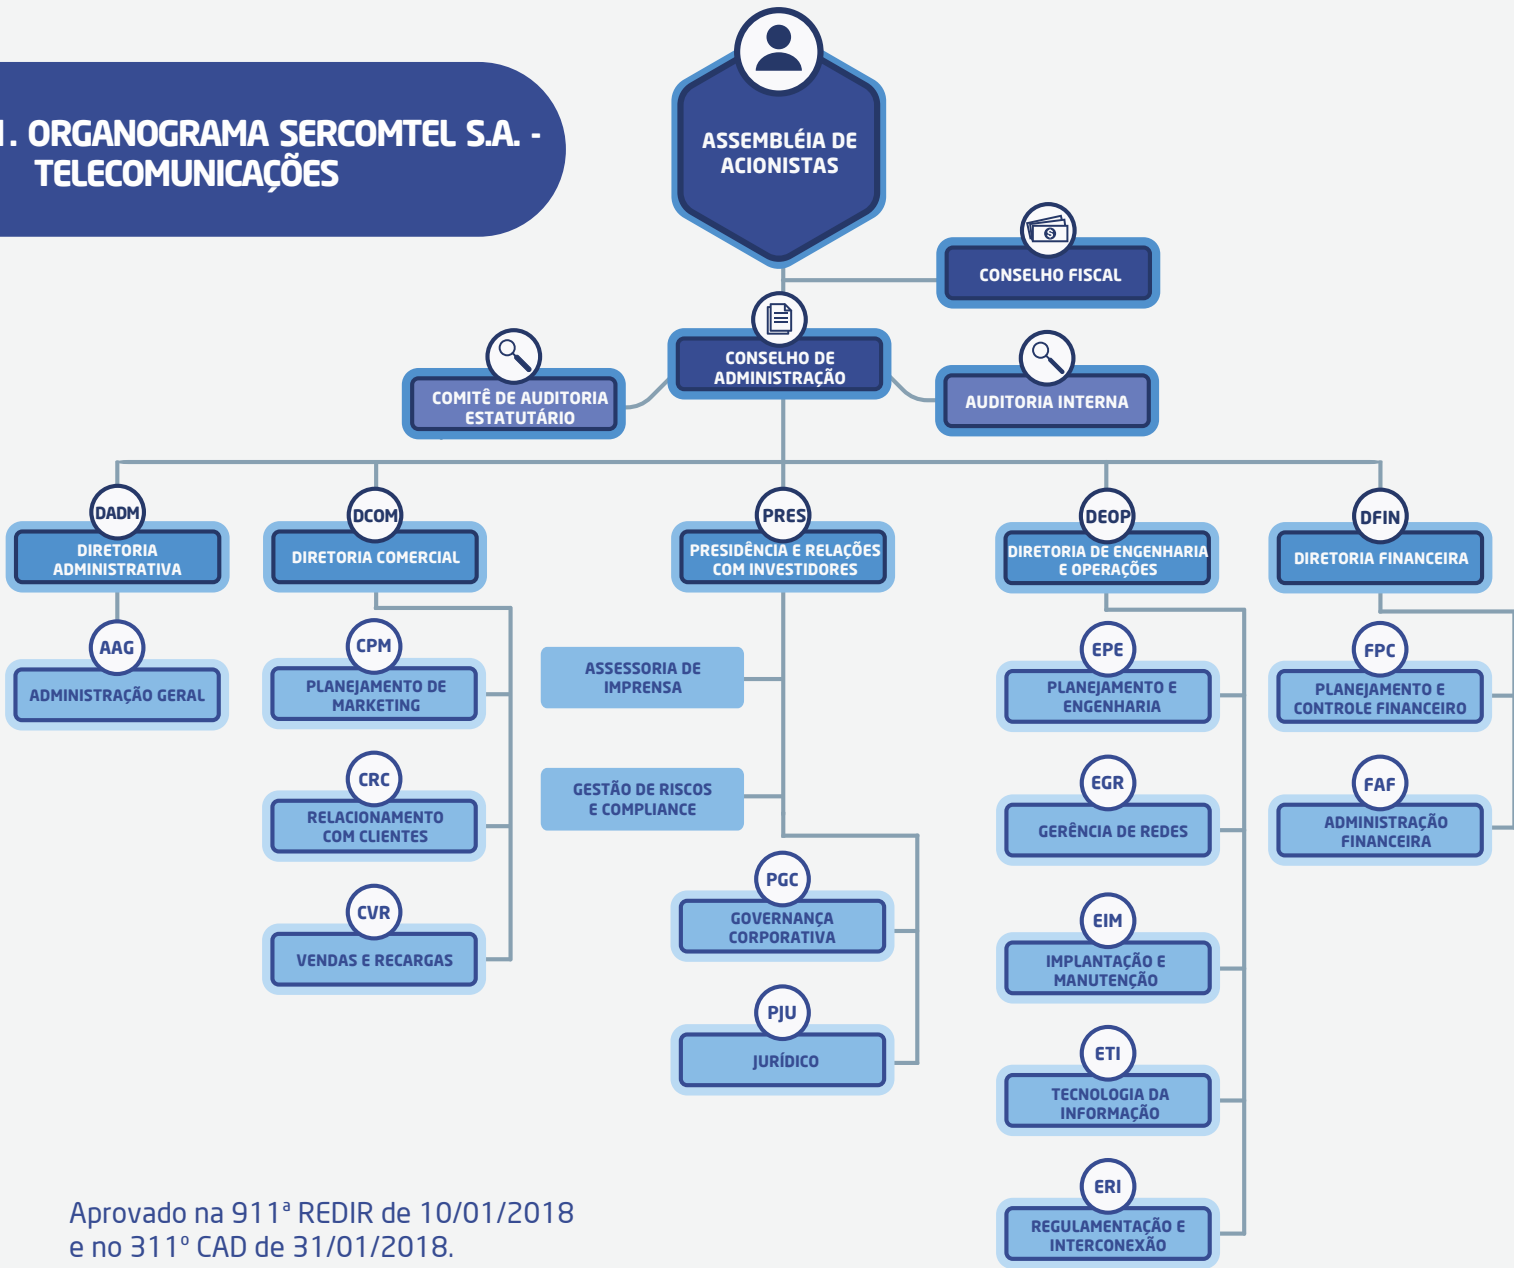 1. ORGANOGRAMA SERCOMTEL S.A. -
TELECOMUNICAÇÕES
ASSEMBLÉIA DE
ACIONISTAS
CONSELHO FISCAL
CONSELHO DE
ADMINISTRAÇÃO
COMITÊ DE AUDITORIA
ESTATUTÁRIO
AUDITORIA INTERNA
DADM
DIRETORIA
ADMINISTRATIVA
AAG
ADMINISTRAÇÃO GERAL
DCOM
DIRETORIA COMERCIAL
CPM
PLANEJAMENTO DE
MARKETING
CRC
RELACIONAMENTO
COM CLIENTES
CVR
VENDAS E RECARGAS
PRES
PRESIDÊNCIA E RELAÇÕES
COM INVESTIDORES
ASSESSORIA DE
IMPRENSA
GESTÃO DE RISCOS
E COMPLIANCE
PGC
GOVERNANÇA
CORPORATIVA
PJU
JURÍDICO
DEOP
DIRETORIA DE ENGENHARIA
E OPERAÇÕES
EPE
PLANEJAMENTO E
ENGENHARIA
EGR
GERÊNCIA DE REDES
EIM
IMPLANTAÇÃO E
MANUTENÇÃO
ETI
TECNOLOGIA DA
INFORMAÇÃO
ERI
REGULAMENTAÇÃO E
INTERCONEXÃO
DFIN
DIRETORIA FINANCEIRA
FPC
PLANEJAMENTO E
CONTROLE FINANCEIRO
FAF
ADMINISTRAÇÃO
FINANCEIRA
Aprovado na 911ª REDIR de 10/01/2018
e no 311º CAD de 31/01/2018.